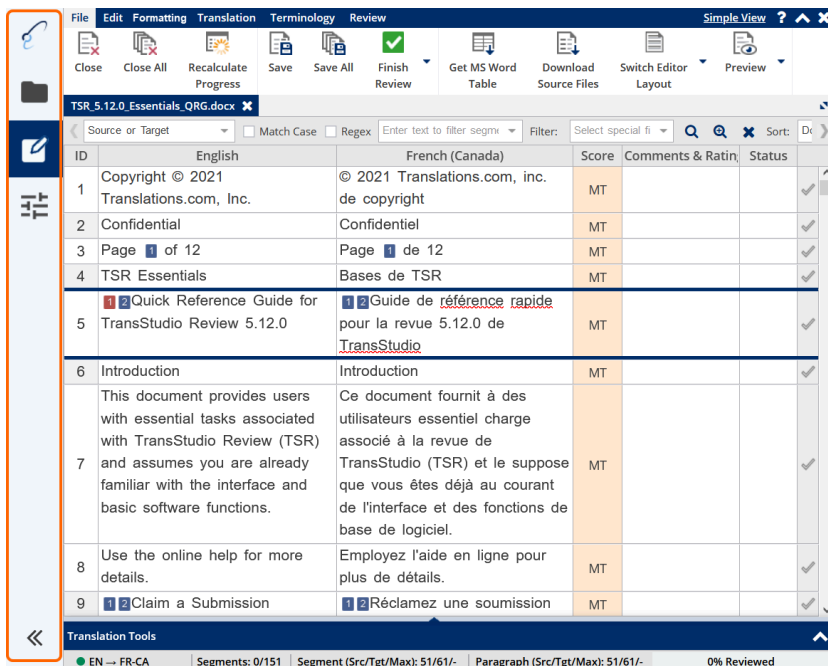 File Edit Formatting Translation Terminology Review Simple View ?
Close Close All Recalculate Progress Save Save All Finish Review Get MS Word Table Download Source Files Switch Editor Layout Preview
TSR_5.12.0_Essentials_QRG.docx
Source or Target Match Case Regex Enter text to filter segme Filter: Select special fi Sort:
ID English French (Canada) Score Comments & Ratin Status
1 Copyright © 2021 © 2021 Translations.com, inc. MT
Translations.com, Inc. de copyright
2 Confidential Confidentiel MT
3 Page 1 of 12 Page 1 de 12 MT
4 TSR Essentials Bases de TSR MT
5 1 2 Quick Reference Guide for 1 2 Guide de référence rapide MT
TransStudio Review 5.12.0 pour la revue 5.12.0 de
TransStudio
6 Introduction Introduction MT
7 This document provides users Ce document fournit à des MT
with essential tasks associated utilisateurs essentiel charge
with TransStudio Review (TSR) associé à la revue de
and assumes you are already TransStudio (TSR) et le suppose
familiar with the interface and que vous êtes déjà au courant
basic software functions. de l'interface et des fonctions de
base de logiciel.
8 Use the online help for more Employez l'aide en ligne pour MT
details. plus de détails.
9 1 2 Claim a Submission 1 2 Réclamez une soumission MT
Translation Tools
EN → FR-CA Segments: 0/151 Segment (Src/Tgt/Max): 51/61/- Paragraph (Src/Tgt/Max): 51/61/- 0% Reviewed